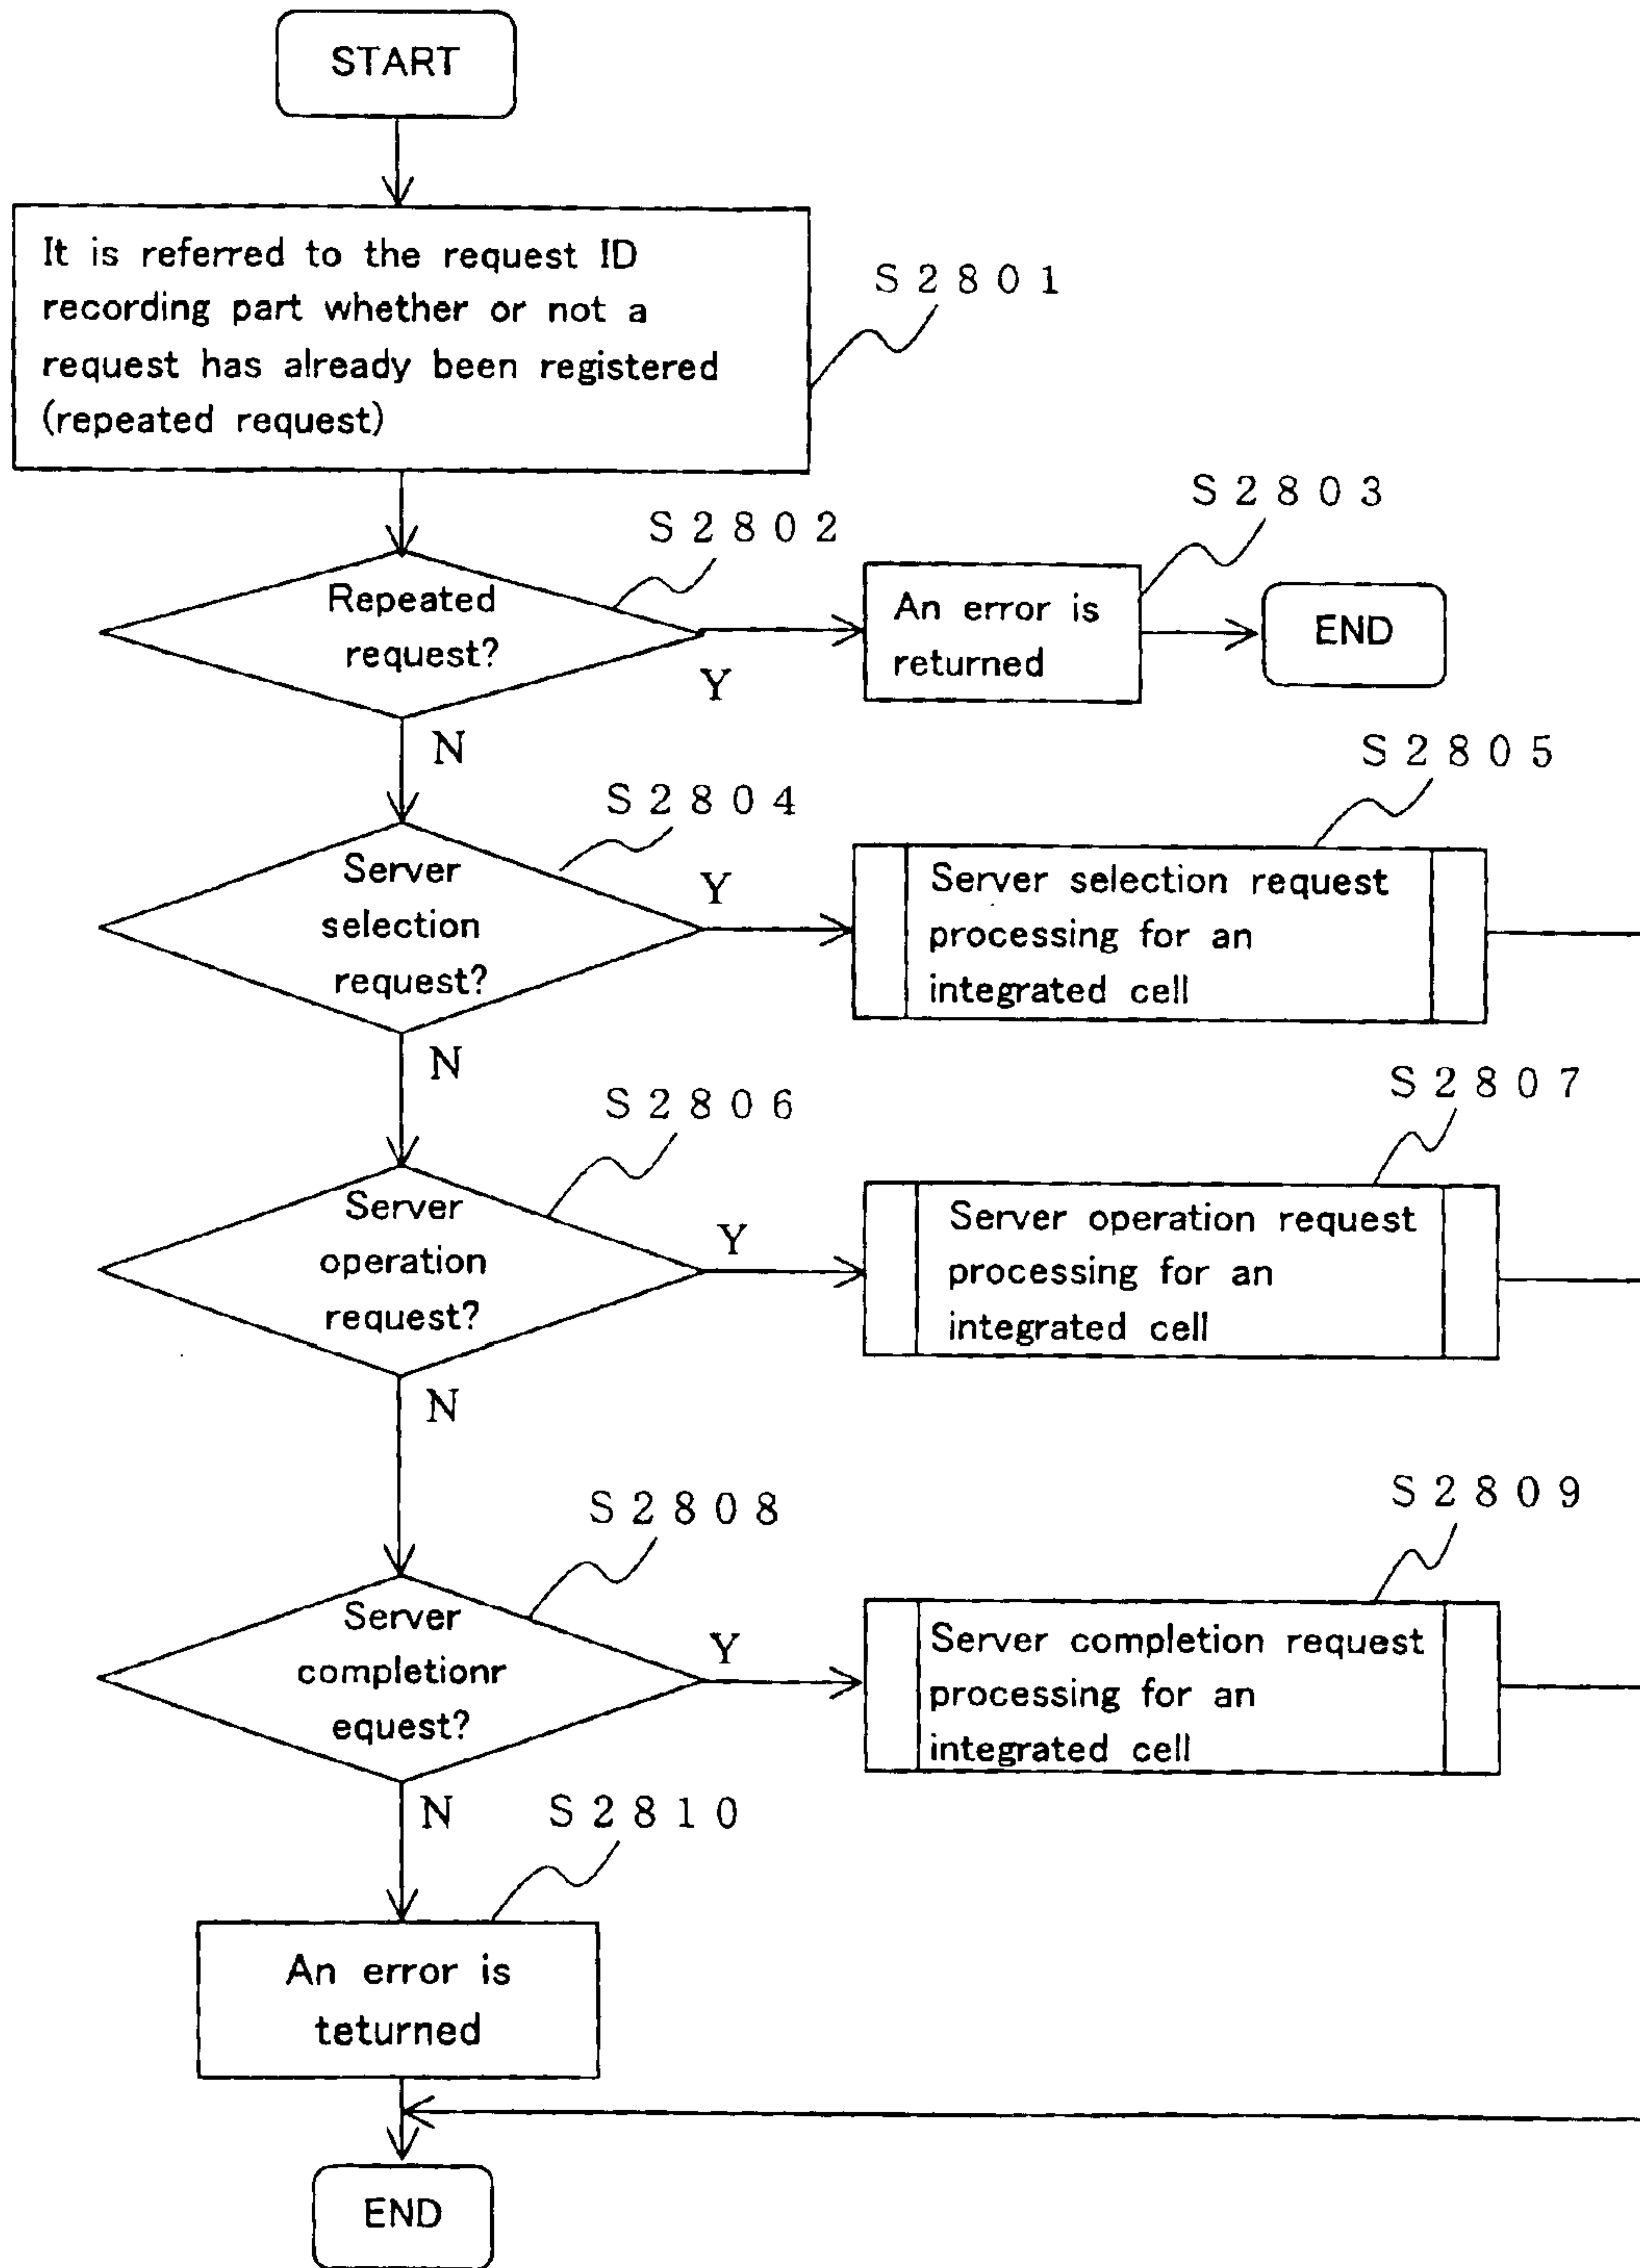 START
It is referred to the request ID
recording part whether or not a
request has already been registered
(repeated request)
S2801
S2802
Repeated
request?
Y
N
S2803
An error is
returned
END
S2804
Server
selection
request?
Y
N
S2805
Server selection request
processing for an
integrated cell
S2806
Server
operation
request?
Y
N
S2807
Server operation request
processing for an
integrated cell
S2808
Server
completionr
equest?
Y
N
S2809
Server completion request
processing for an
integrated cell
S2810
An error is
teturned
END